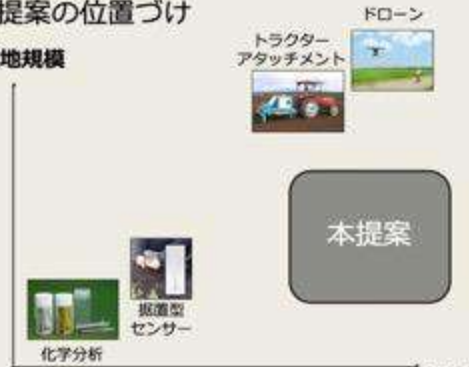 提案の位置づけ
地規模
ドローン
トラクター
アタッチメント
本提案
据置型
センサー
化学分析